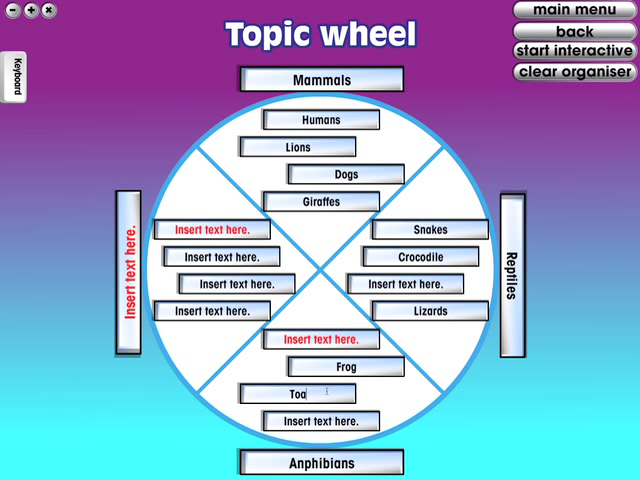 main menu
Topic wheel
back
start interactive
clear organiser
Keyboard
Mammals
Humans
Lions
Dogs
Giraffes
Insert text here.
Insert text here.
Insert text here.
Insert text here.
Insert text here.
Snakes
Crocodile
Insert text here.
Lizards
Reptiles
Insert text here.
Frog
Toa
Insert text here.
Anphibians